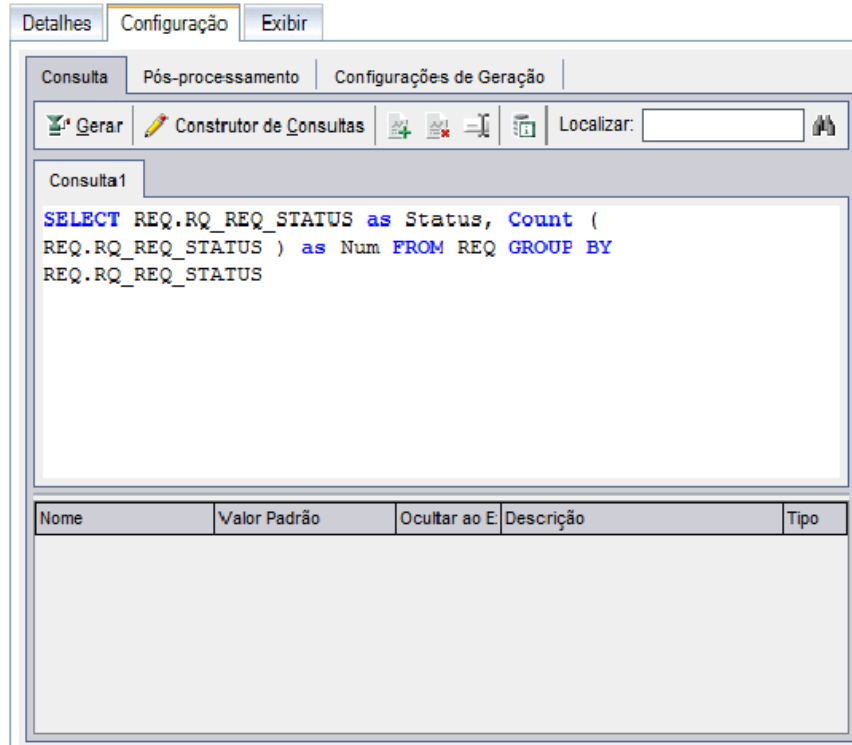 Detalhes Configuração Exibir
Consulta Pós-processamento Configurações de Geração
Gerar Construtor de Consultas Localizar:
Consulta1
SELECT REQ.RQ_REQ_STATUS as Status, Count (
REQ.RQ_REQ_STATUS ) as Num FROM REQ GROUP BY
REQ.RQ_REQ_STATUS
Nome Valor Padrão Ocultar ao E: Descrição Tipo